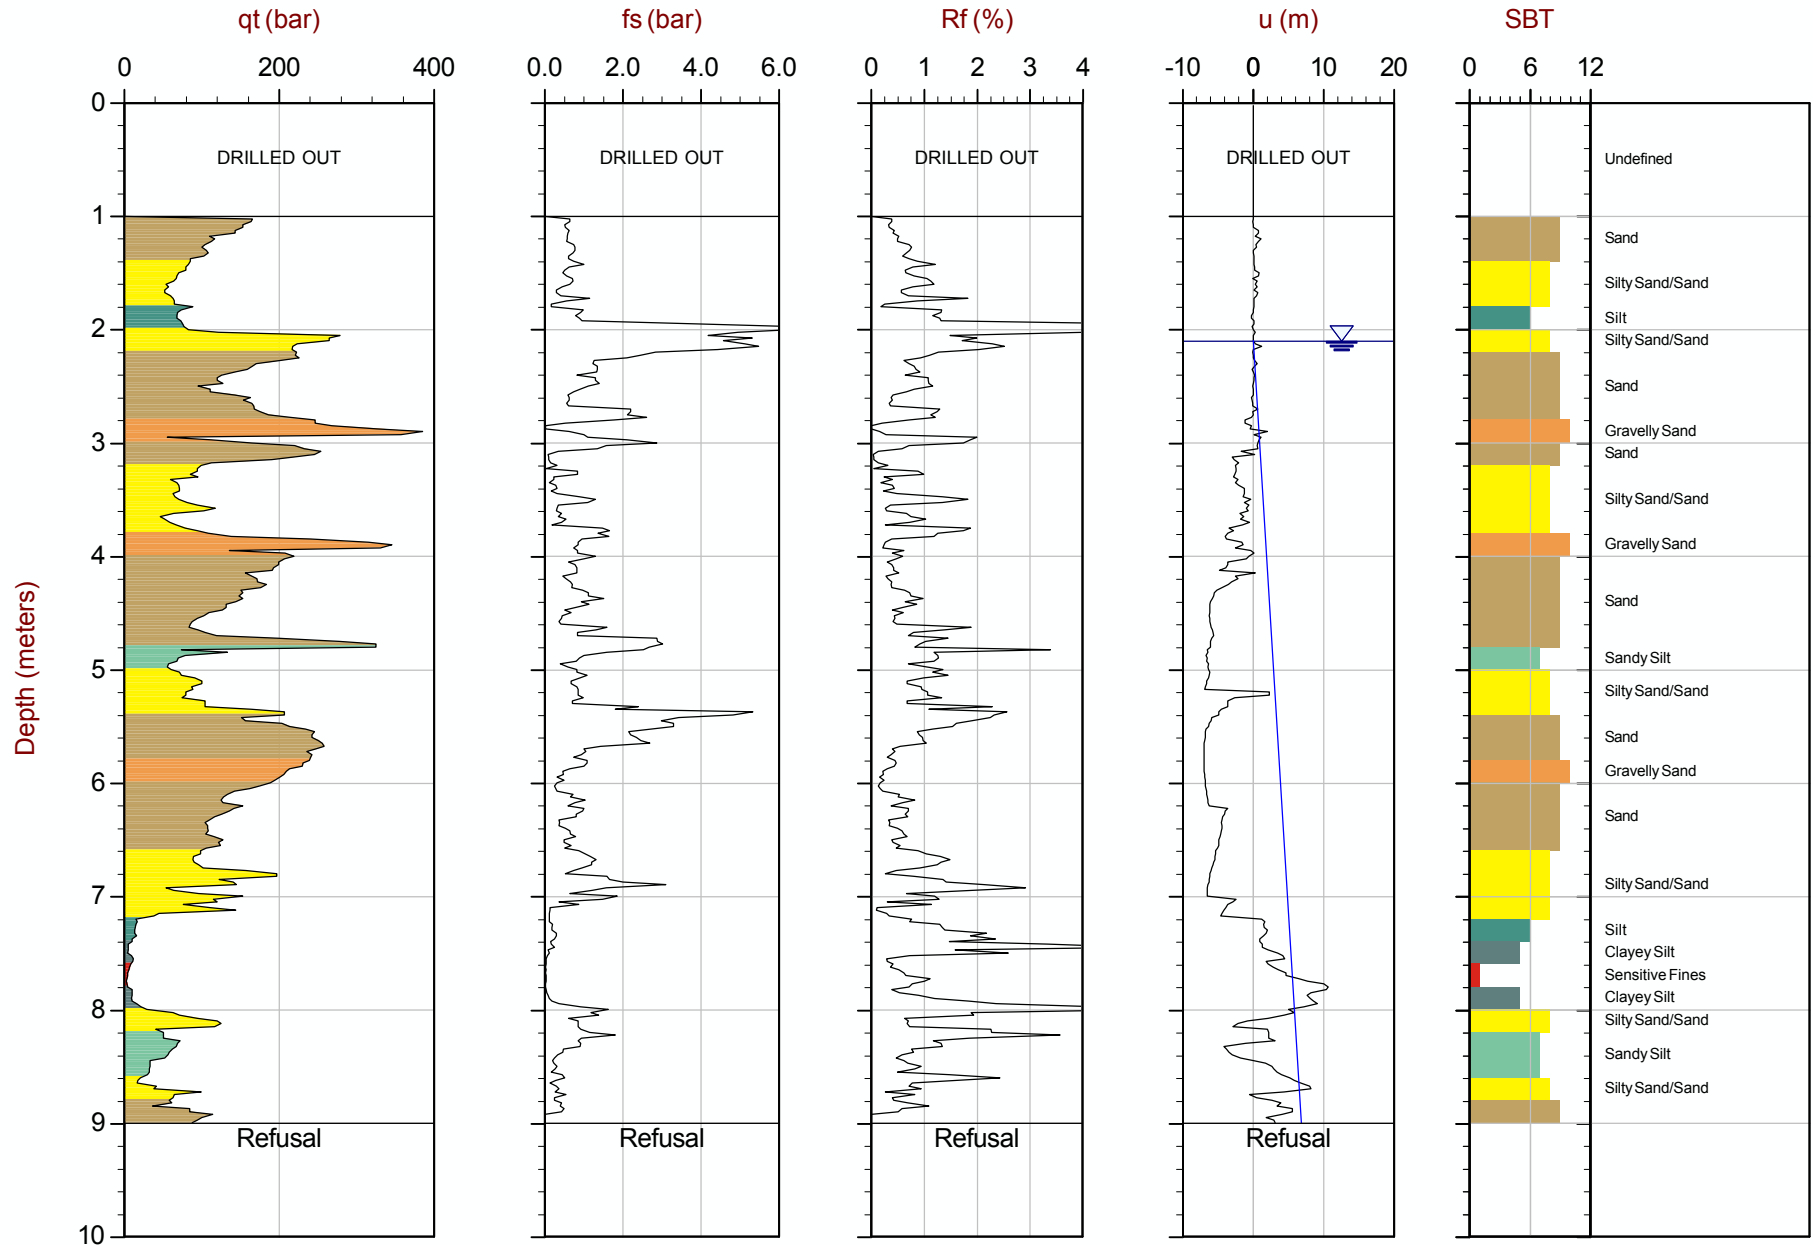 qt (bar)
fs (bar)
Rf (%)
u (m)
SBT
0 200 400
0.0 2.0 4.0 6.0
0 1 2 3 4
-10 0 10 20
0 6 12
Depth (meters)
0
1
2
3
4
5
6
7
8
9
10
DRILLED OUT
DRILLED OUT
DRILLED OUT
DRILLED OUT
Undefined
Sand
Silty Sand/Sand
Silt
Silty Sand/Sand
Sand
Gravelly Sand
Sand
Silty Sand/Sand
Gravelly Sand
Sand
Sandy Silt
Silty Sand/Sand
Sand
Gravelly Sand
Sand
Silty Sand/Sand
Silt
Clayey Silt
Sensitive Fines
Clayey Silt
Silty Sand/Sand
Sandy Silt
Silty Sand/Sand
Refusal
Refusal
Refusal
Refusal